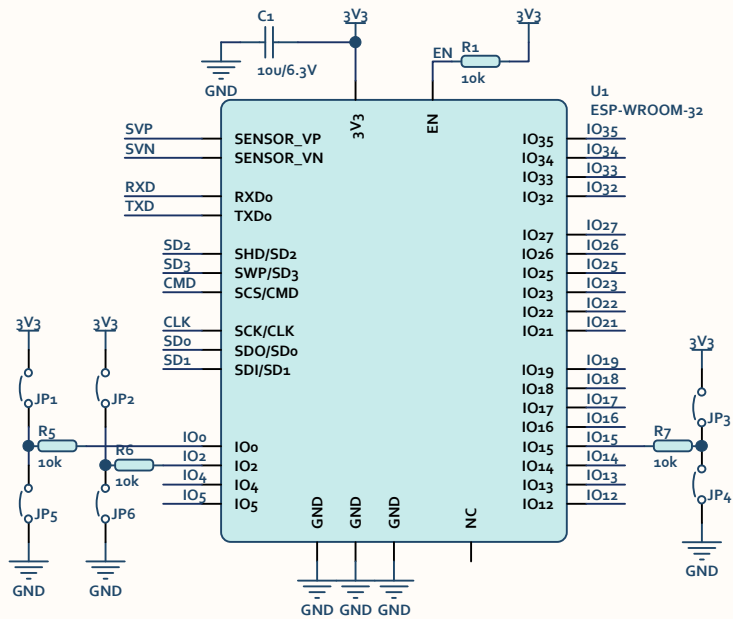 C1
3V3
3V3
EN
R1
GND
10u/6.3V
10k
U1
ESP-WROOM-32
3V3
EN
SVP
SENSOR_VP
SVN
SENSOR_VN
RXD
RXD0
TXD
TXD0
SD2
SHD/SD2
SD3
SWP/SD3
CMD
SCS/CMD
CLK
SCK/CLK
SD0
SDO/SD0
SD1
SDI/SD1
IO0
IO0
IO2
IO2
IO4
IO4
IO5
IO5
IO35
IO35
IO34
IO34
IO33
IO33
IO32
IO32
IO27
IO27
IO26
IO26
IO25
IO25
IO23
IO23
IO22
IO22
IO21
IO21
IO19
IO19
IO18
IO18
IO17
IO17
IO16
IO16
IO15
IO15
IO14
IO14
IO13
IO13
IO12
IO12
GND
GND
GND
NC
GND GND GND
3V3
3V3
JP1
JP2
R5
10k
R6
10k
JP5
JP6
GND
GND
3V3
JP3
R7
10k
JP4
GND